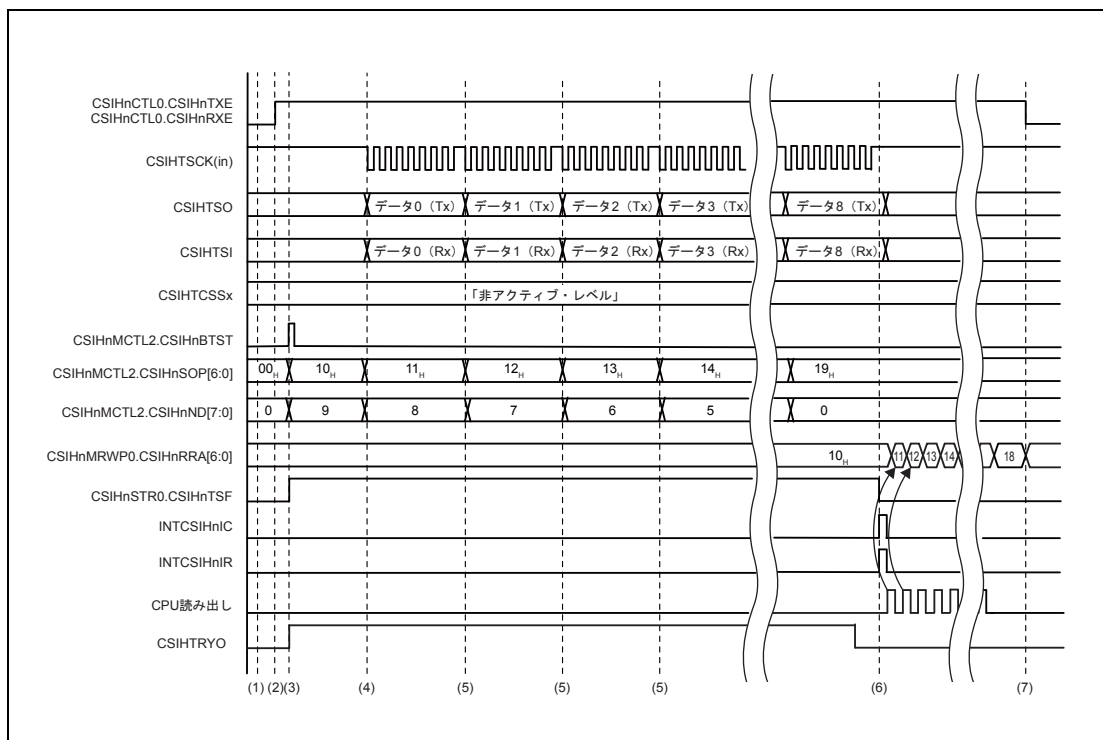 CSIHnCTL0.CSIHnTXE
CSIHnCTL0.CSIHnRXE
CSIHTSCK(in)
CSIHTSO データ0（Tx） データ1（Tx） データ2（Tx） データ3（Tx） データ8（Tx）
CSIHTSI データ0（Rx） データ1（Rx） データ2（Rx） データ3（Rx） データ8（Rx）
CSIHTCSSx 「非アクティブ・レベル」
CSIHnMCTL2.CSIHnBTST
CSIHnMCTL2.CSIHnSOP[6:0] 00H 10H 11H 12H 13H 14H 19H
CSIHnMCTL2.CSIHnND[7:0] 0 9 8 7 6 5 0
CSIHnMRWP0.CSIHnRRA[6:0] 10H 11 12 13 14 18
CSIHnSTR0.CSIHnTSF
INTCSIHnIC
INTCSIHnIR
CPU読み出し
CSIHTRYO
(1) (2)(3) (4) (5) (5) (5) (6) (7)